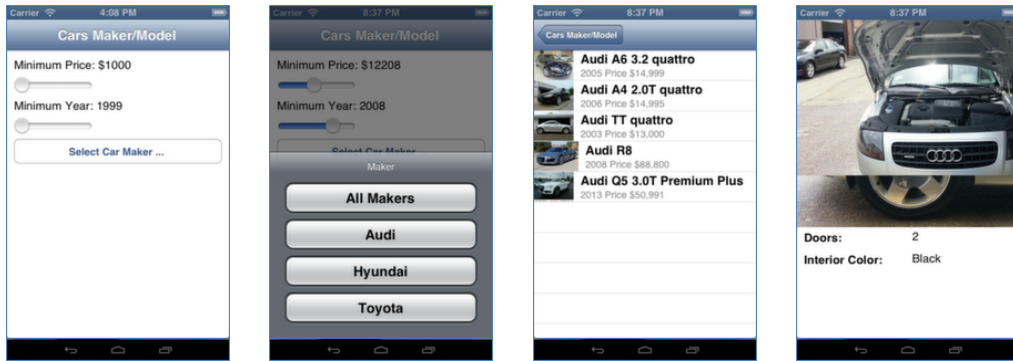 Carrier 4:08 PM
Cars Maker/Model
Minimum Price: $1000
Minimum Year: 1999
Select Car Maker ...
Carrier 8:37 PM
Cars Maker/Model
Minimum Price: $12208
Minimum Year: 2008
Select Car Maker
Maker
All Makers
Audi
Hyundai
Toyota
Carrier 8:37 PM
Cars Maker/Model
Audi A6 3.2 quattro
2005 Price $14,999
Audi A4 2.0T quattro
2006 Price $14,995
Audi TT quattro
2003 Price $13,000
Audi R8
2008 Price $88,800
Audi Q5 3.0T Premium Plus
2013 Price $50,991
Carrier 8:37 PM
Doors: 2
Interior Color: Black